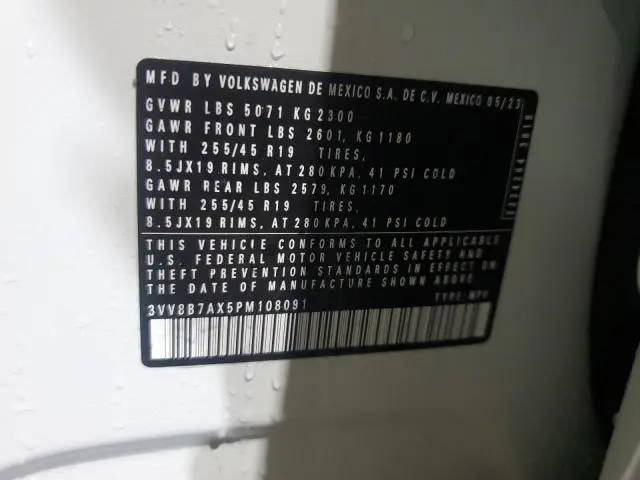 MFD BY VOLKSWAGEN DE MEXICO S.A. DE C.V. MEXICO 05/23
GVWR LBS 5071 KG 2300
GAWR FRONT LBS 2601, KG 1180
WITH 255/45 R19 TIRES,
8.5JX19 RIMS, AT 280 KPA, 41 PSI COLD
GAWR REAR LBS 2579, KG 1170
WITH 255/45 R19 TIRES,
8.5JX19 RIMS, AT 280 KPA, 41 PSI COLD
THIS VEHICLE CONFORMS TO ALL APPLICABLE
U.S. FEDERAL MOTOR VEHICLE SAFETY AND
THEFT PREVENTION STANDARDS IN EFFECT ON
THE DATE OF MANUFACTURE SHOWN ABOVE
3VV8B7AX5PM108091 TYPE: MPV